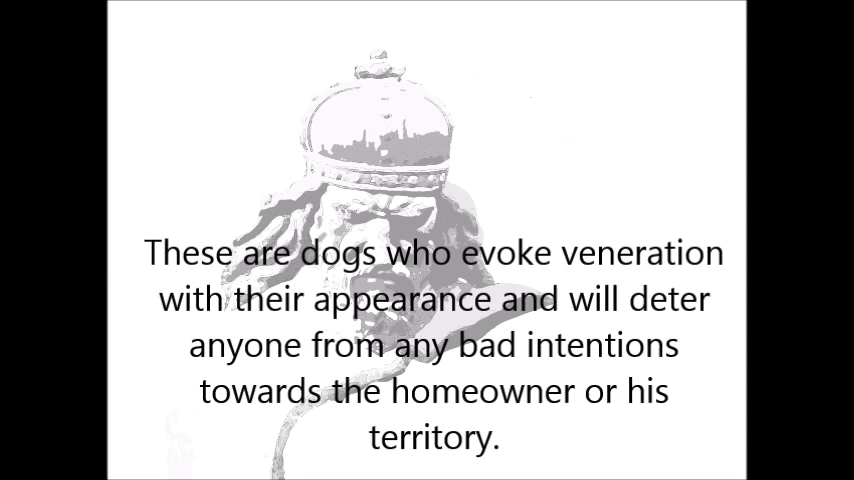 These are dogs who evoke veneration
with their appearance and will deter
anyone from any bad intentions
towards the homeowner or his
territory.